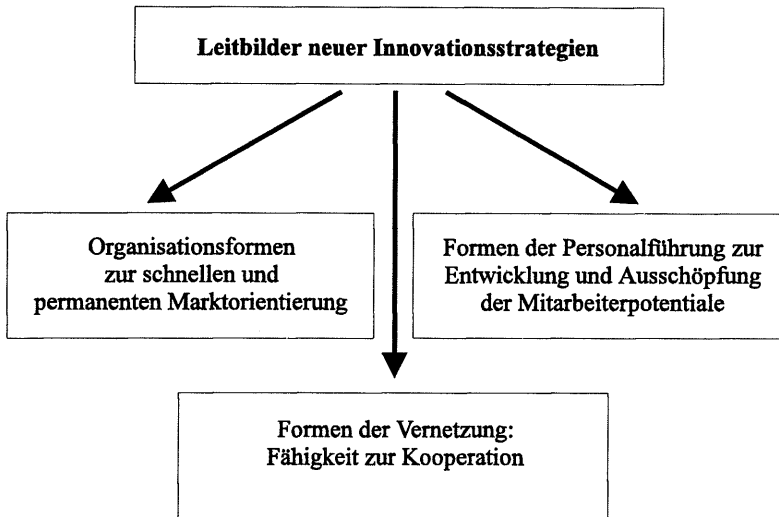 Leitbilder neuer Innovationsstrategien
Organisationsformen
zur schnellen und
permanenten Marktorientierung
Formen der Personalführung zur
Entwicklung und Ausschöpfung
der Mitarbeiterpotentiale
Formen der Vernetzung:
Fähigkeit zur Kooperation